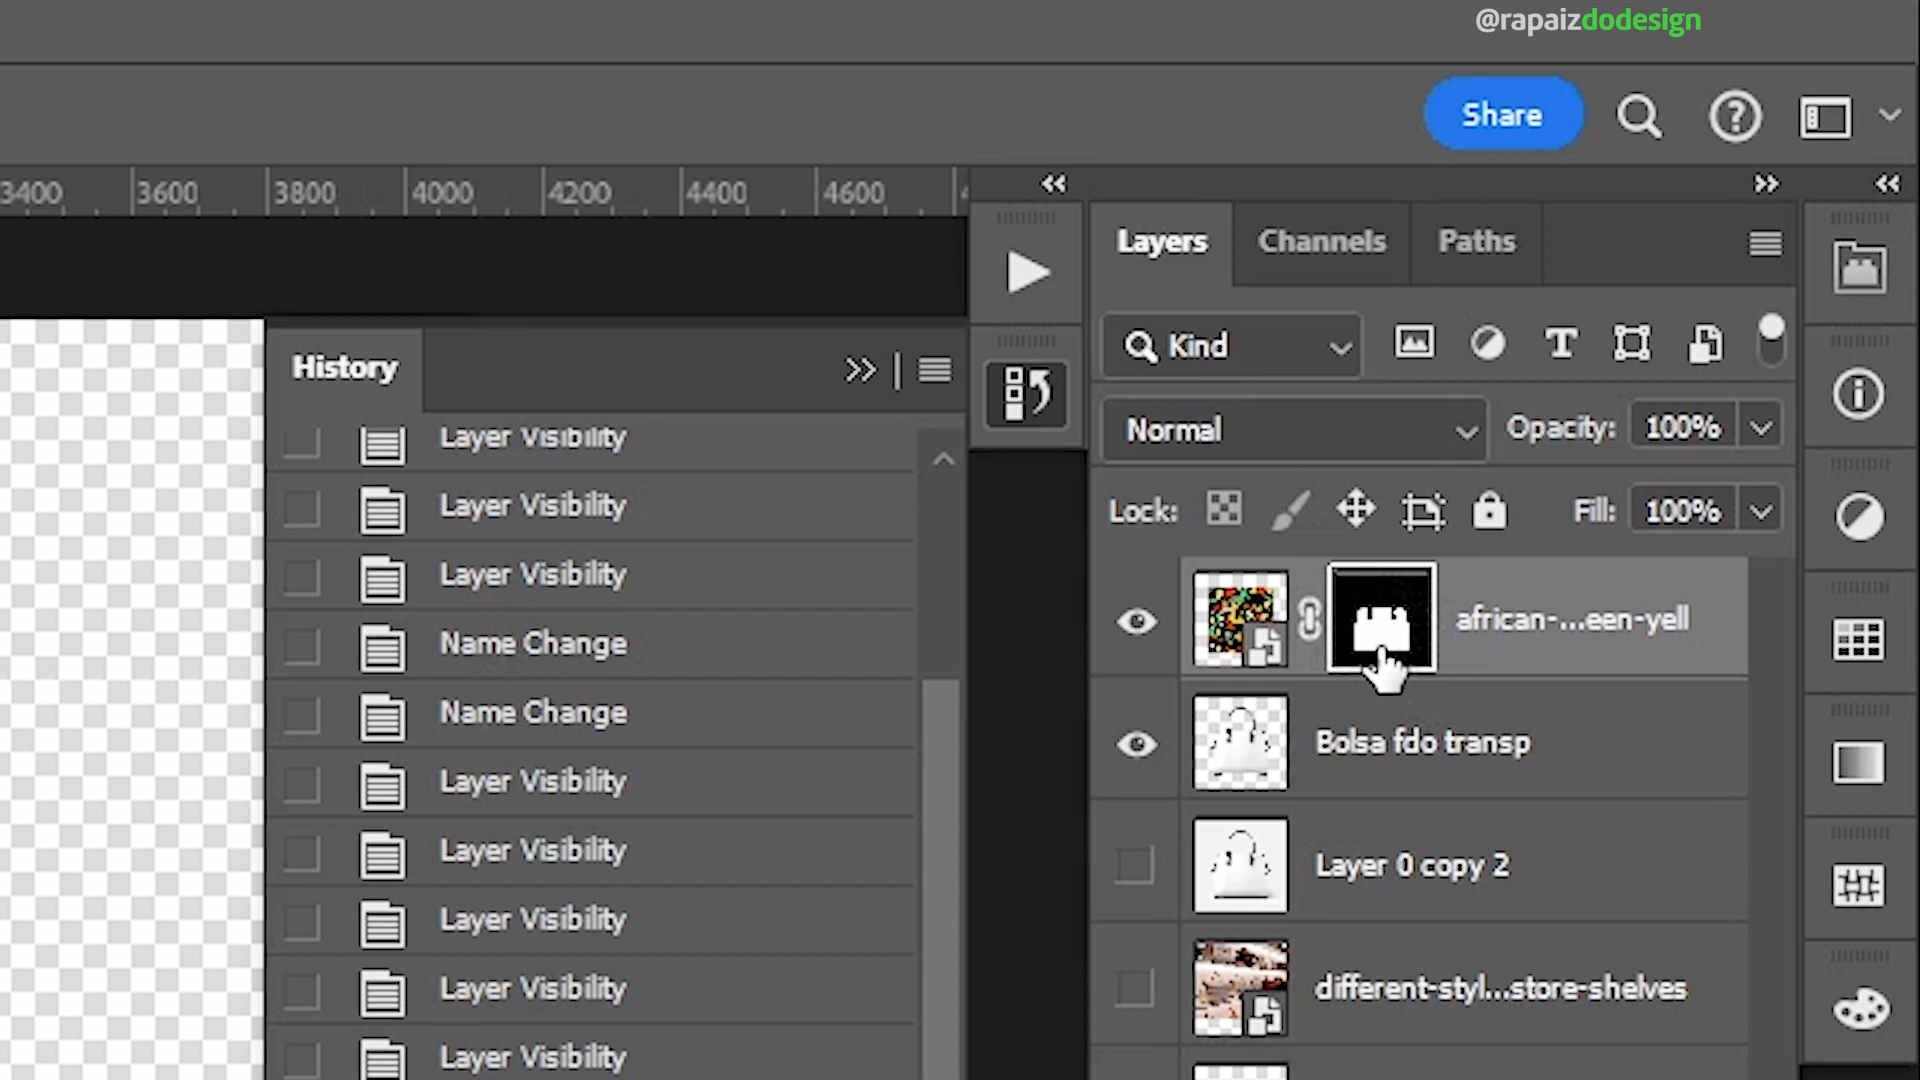 @rapaizdodesign
Share
3400 3600 3800 4000 4200 4400 4600
Layers Channels Paths
Kind
History
Normal Opacity: 100%
Lock: Fill: 100%
Layer Visibility
Layer Visibility
Layer Visibility
Name Change
Name Change
Layer Visibility
Layer Visibility
Layer Visibility
Layer Visibility
Layer Visibility
african-...een-yell
Bolsa fdo transp
Layer 0 copy 2
different-styl...store-shelves